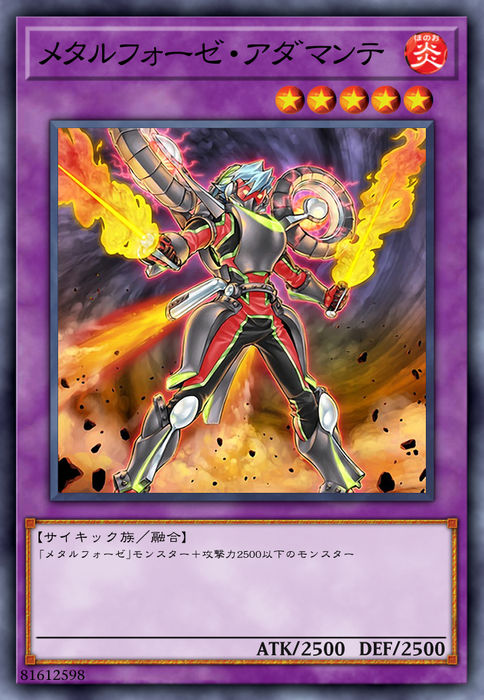 メタルフォーゼ・アダマンテ
ほのお
炎
【サイキック族／融合】
「メタルフォーゼ」モンスター＋攻撃力2500以下のモンスター
ATK/2500 DEF/2500
81612598